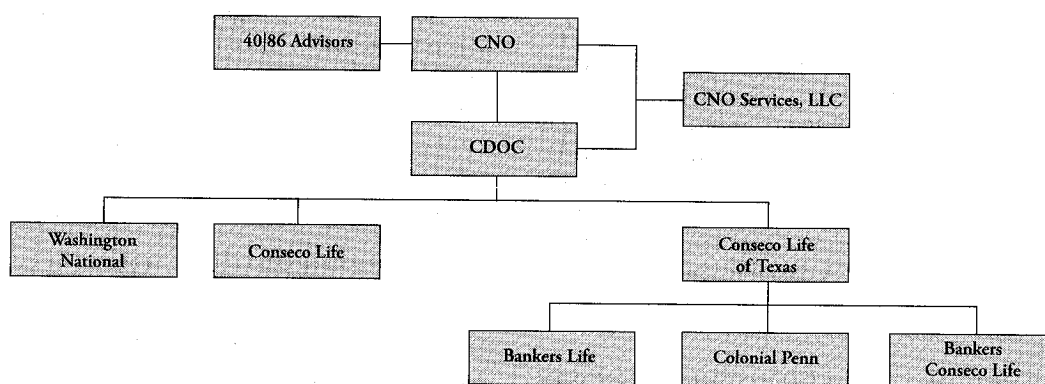 40|86 Advisors
CNO
CNO Services, LLC
CDOC
Washington
National
Conseco Life
Conseco Life
of Texas
Bankers Life
Colonial Penn
Bankers
Conseco Life